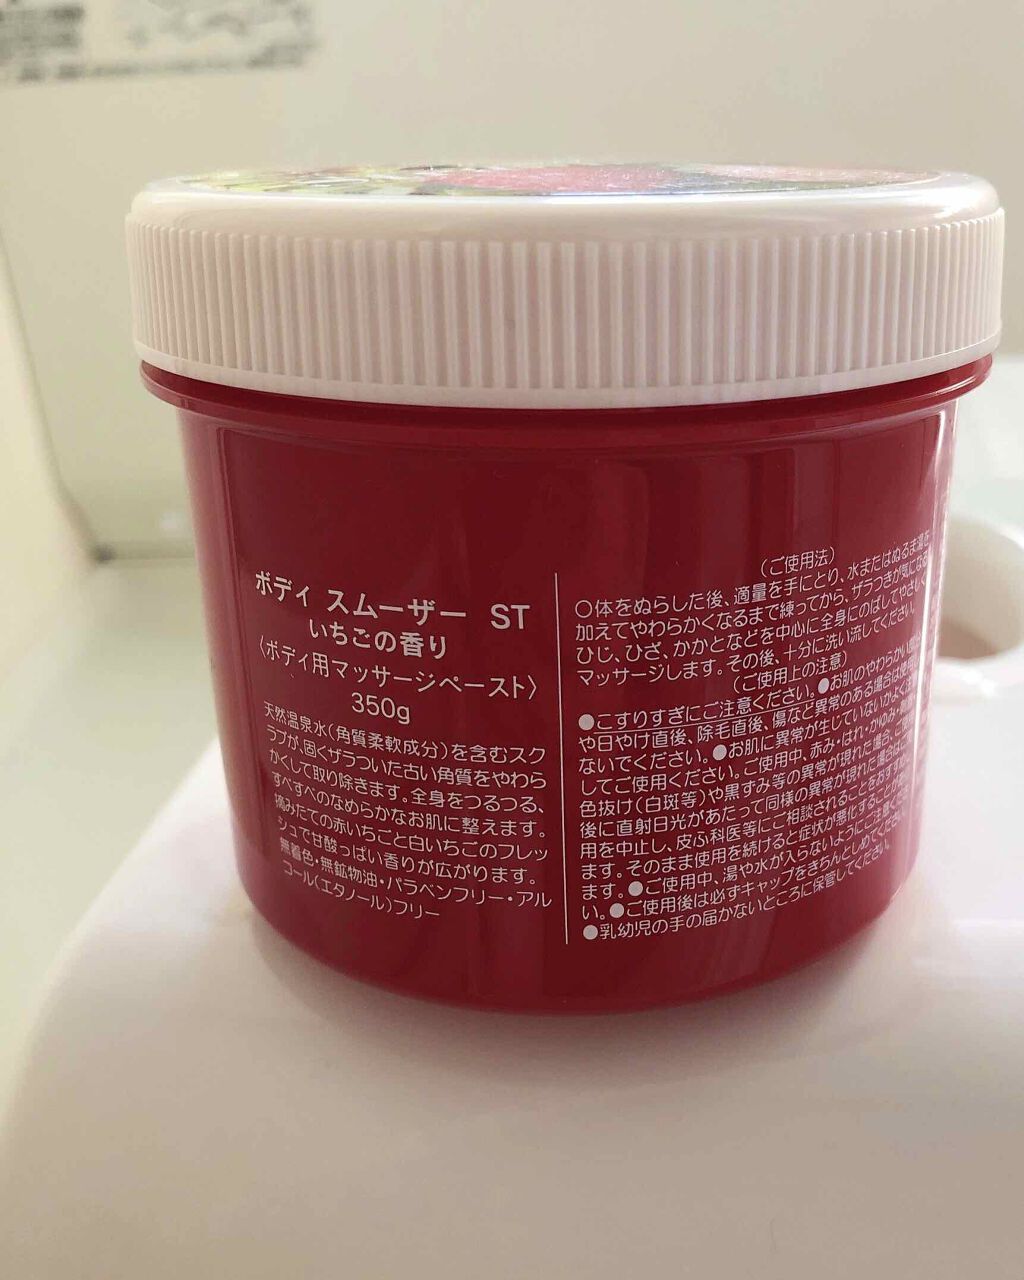 ボディ スムーザー ST
いちごの香り
〈ボディ用マッサージペースト〉
350g
天然温泉水(角質柔軟成分)を含むスク
ラブが、固くザラついた古い角質をやわら
かくして取り除きます。全身をつるつる、
すべすべのなめらかなお肌に整えます。
摘みたての赤いちごと白いちごのフレッ
シュで甘酸っぱい香りが広がります。
無着色・無鉱物油・パラベンフリー・アル
コール(エタノール)フリー
(ご使用法)
○体をぬらした後、適量を手にとり、水またはぬるま湯を
加えてやわらかくなるまで練ってから、ザラつきが気になる
ひじ、ひざ、かかとなどを中心に全身にのばしてやさしく
マッサージします。その後、十分に洗い流してください。
(ご使用上の注意)
●こすりすぎにご注意ください。●お肌のやわらかい部分
や日やけ直後、除毛直後、傷など異常のある場合は使用し
ないでください。●お肌に異常が生じていないかよく注意
してご使用ください。ご使用中、赤み・はれ・かゆみ・刺激、
色抜け(白斑等)や黒ずみ等の異常が現れた場合、ご使用
後に直射日光があたって同様の異常が現れた場合はご使
用を中止し、皮ふ科医等にご相談されることをおすすめし
ます。そのまま使用を続けると症状が悪化することがあり
ます。●ご使用中、湯や水が入らないようにご注意くださ
い。●ご使用後は必ずキャップをきちんとしめてください。
●乳幼児の手の届かないところに保管してください。